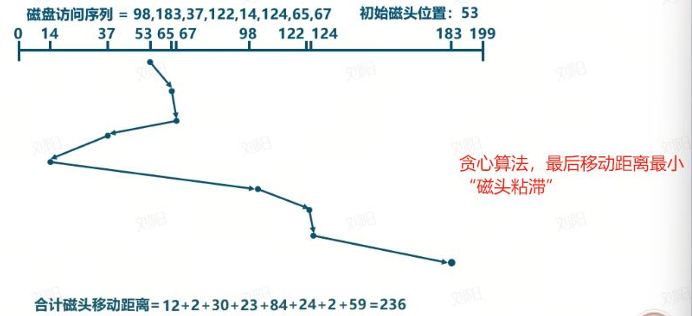 磁盘访问序列 = 98,183,37,122,14,124,65,67 初始磁头位置：53
0 14 37 53 65 67 98 122 124 183 199
贪心算法，最后移动距离最小
“磁头粘滞”
合计磁头移动距离=12+2+30+23+84+24+2+59=236